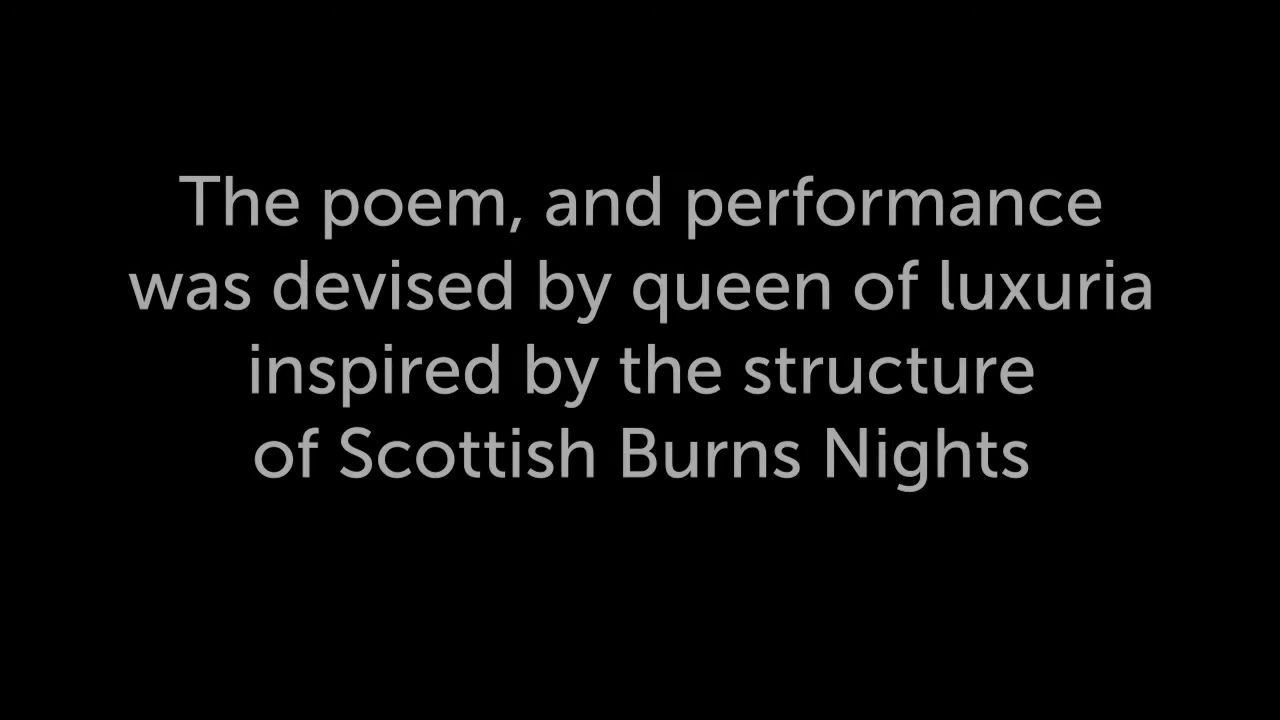 The poem, and performance
was devised by queen of luxuria
inspired by the structure
of Scottish Burns Nights